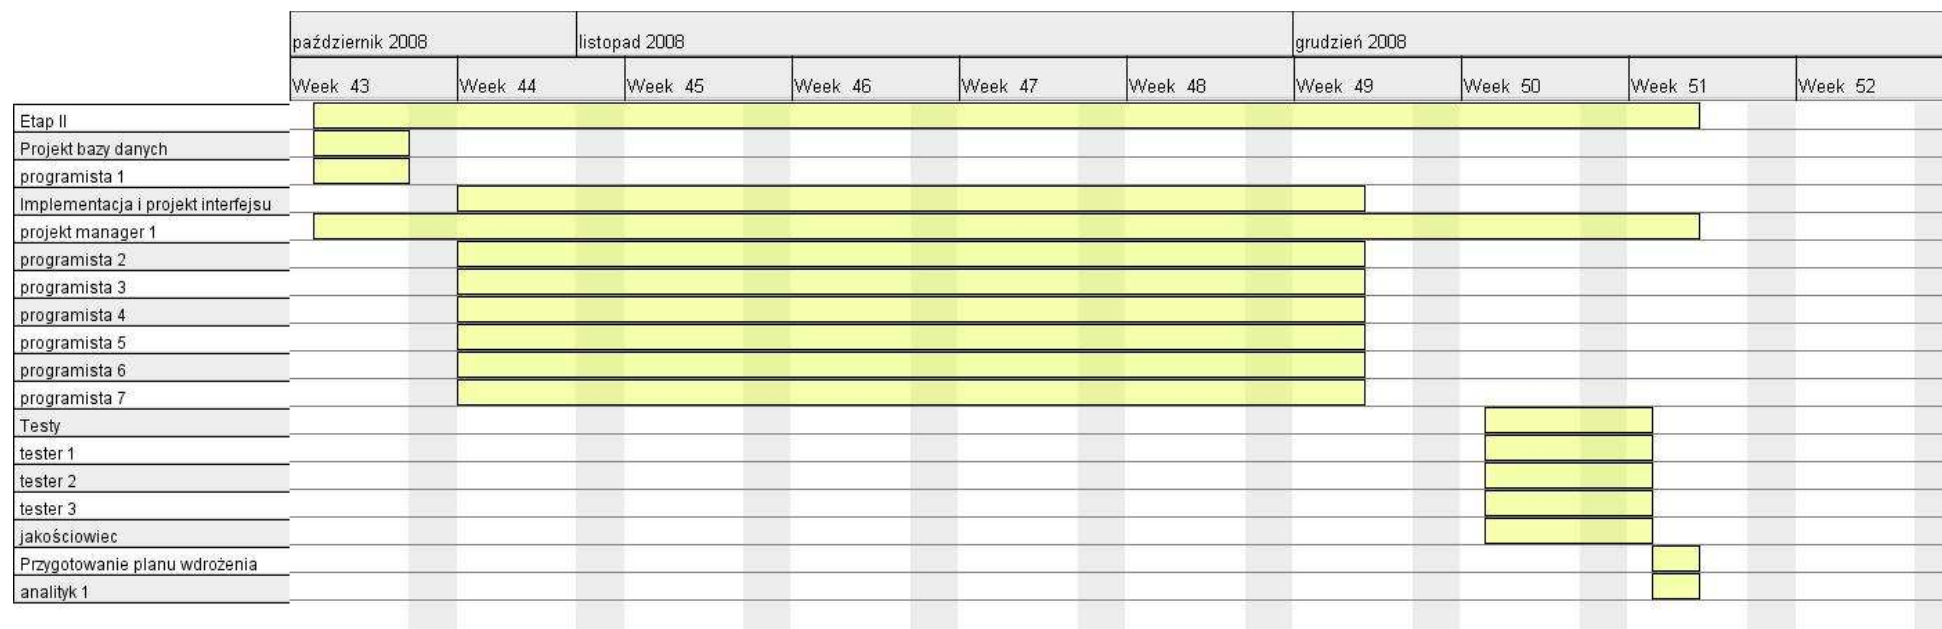 październik 2008 listopad 2008 grudzień 2008
Week 43 Week 44 Week 45 Week 46 Week 47 Week 48 Week 49 Week 50 Week 51 Week 52
Etap II
Projekt bazy danych
programista 1
Implementacja i projekt interfejsu
projekt manager 1
programista 2
programista 3
programista 4
programista 5
programista 6
programista 7
Testy
tester 1
tester 2
tester 3
jakościowiec
Przygotowanie planu wdrożenia
analityk 1